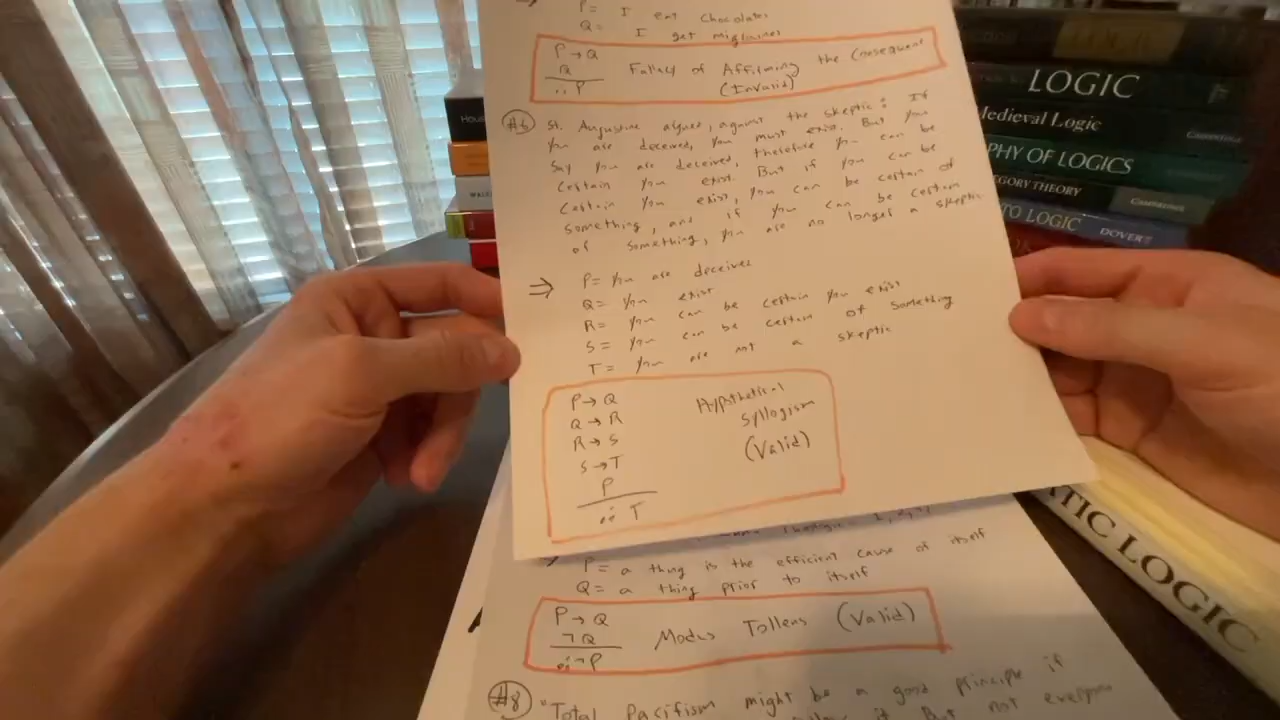 P = I eat chocolates
Q = I get migraines
P → Q
Q
∴ P
Fallacy of Affirming the Consequent
(Invalid)
#6 St. Augustine argues, against the skeptic: If
you are deceived, you must exist. But you
say you are deceived, therefore you can be
certain you exist. But if you can be
certain you exist, you can be certain of
something, and if you can be certain
of something, you are no longer a skeptic
⇒ P = you are deceived
Q = you exist
R = you can be certain you exist
S = you can be certain of something
T = you are not a skeptic
P → Q
Q → R
R → S
S → T
P
∴ T
Hypothetical
Syllogism
(Valid)
P = a thing is the efficient cause of itself
Q = a thing prior to itself
P → Q
¬Q
∴ ¬P
Modus Tollens (Valid)
#8 "Total Pacifism might be a good principle if
it. But not everyone
LOGIC
Medieval Logic
PHY OF LOGICS
EGORY THEORY
TO LOGIC DOVER
ATIC LOGIC